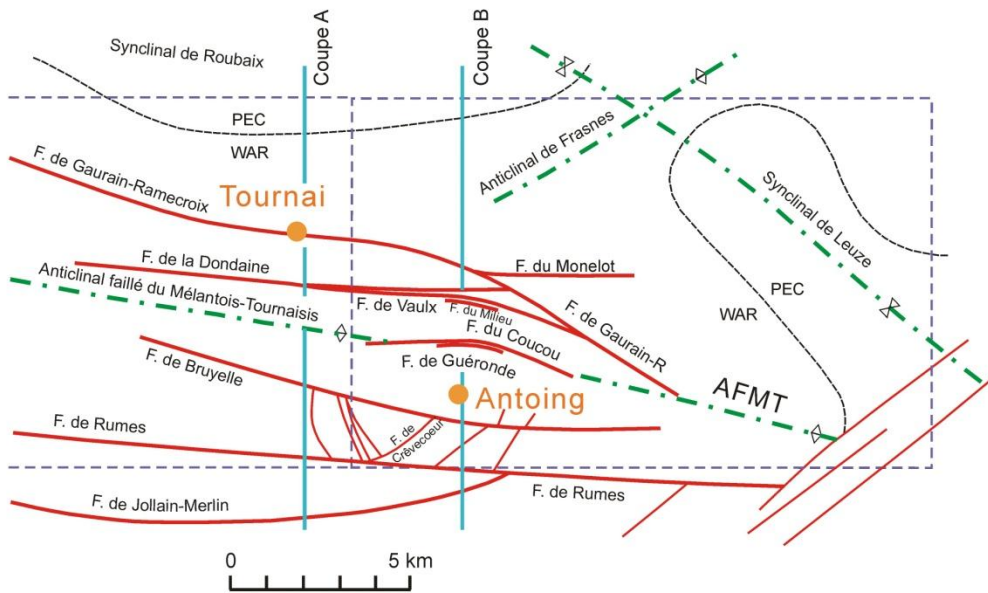 Coupe A
Coupe B
Synclinal de Roubaix
PEC
WAR
Anticlinal de Frasnes
Synclinal de Leuze
F. de Gaurain-Ramecroix
Tournai
F. de la Dondaine
F. du Monelot
Anticlinal faillé du Mélantois-Tournaisis
F. de Vaulx
F. du Milieu
F. du Coucou
F. de Gaurain-R
F. de Guéronde
PEC
WAR
F. de Bruyelle
Antoing
AFMT
F. de
Crêvecoeur
F. de Rumes
F. de Rumes
F. de Jollain-Merlin
0
5 km